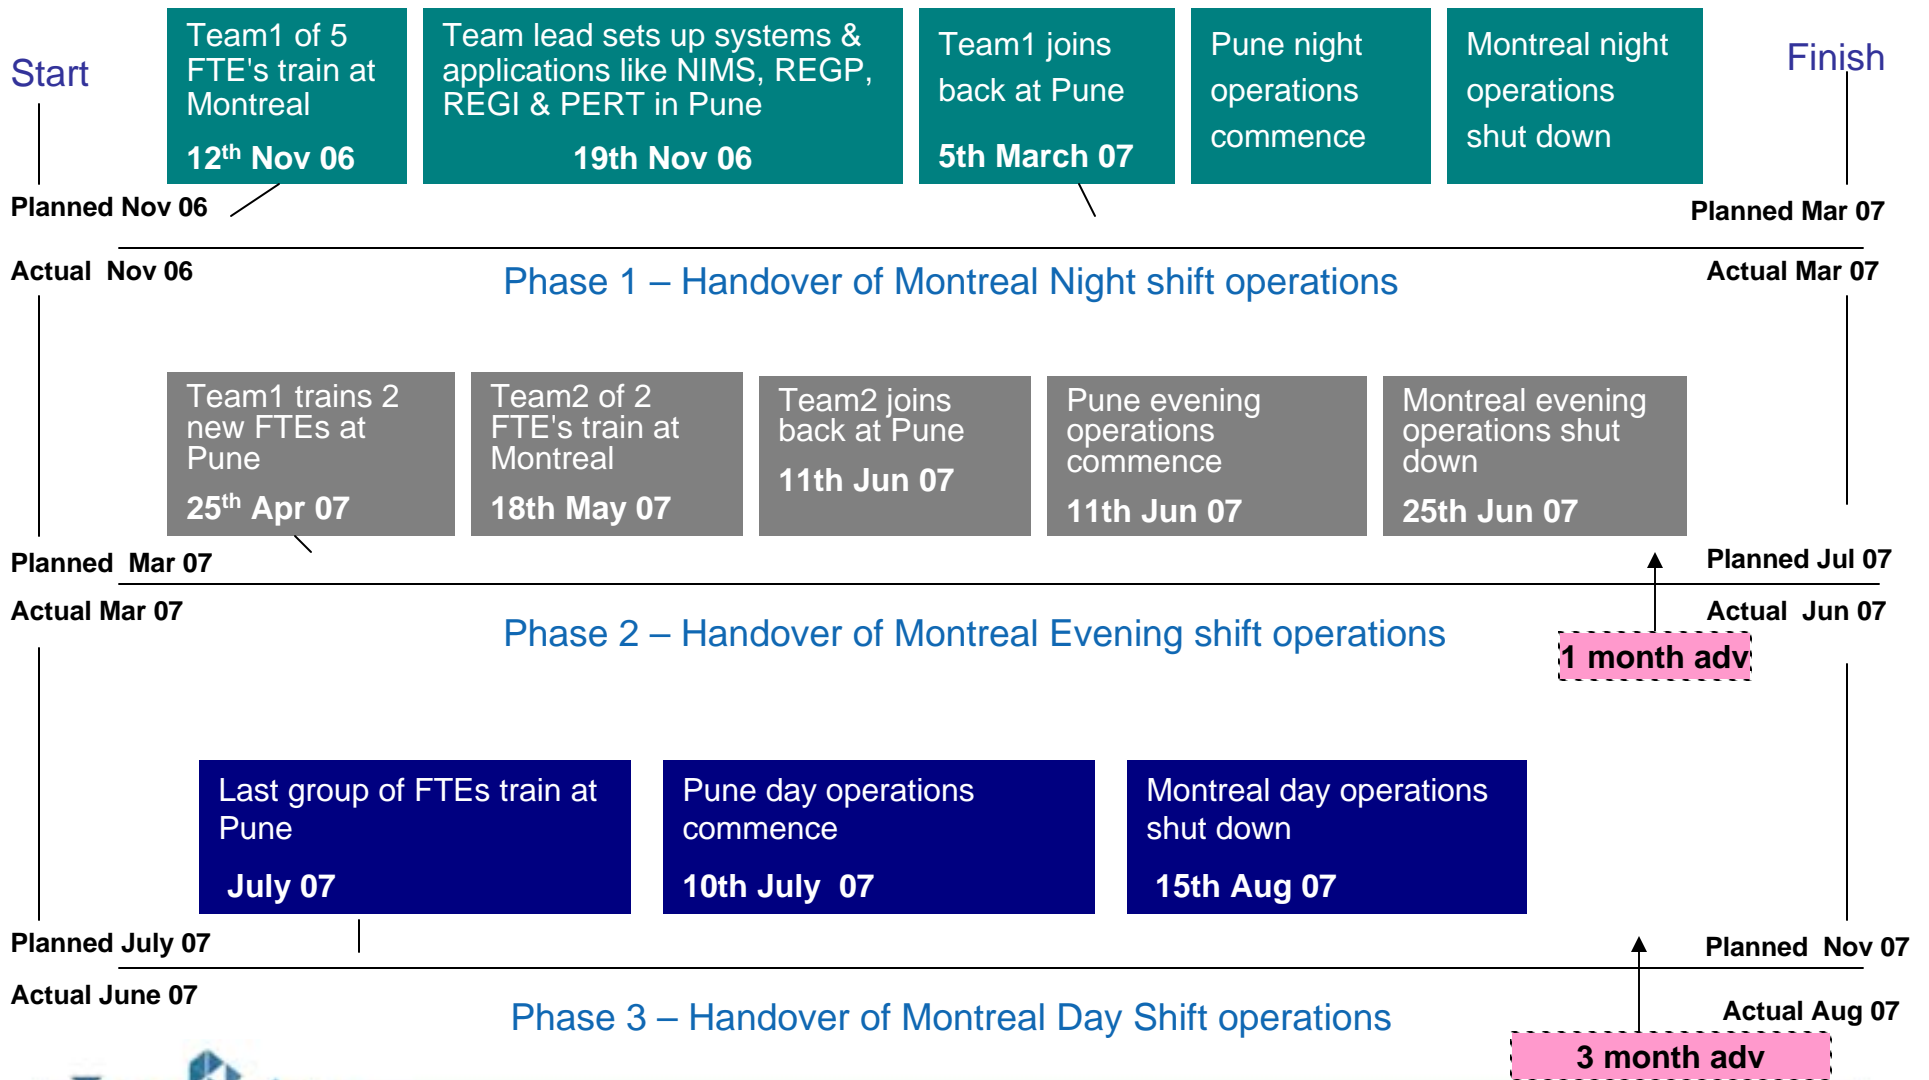 Start
Team1 of 5
FTE's train at
Montreal
12th Nov 06
Team lead sets up systems &
applications like NIMS, REGP,
REGI & PERT in Pune
19th Nov 06
Team1 joins
back at Pune
5th March 07
Pune night
operations
commence
Montreal night
operations
shut down
Finish
Planned Nov 06
Planned Mar 07
Actual Nov 06
Phase 1 – Handover of Montreal Night shift operations
Actual Mar 07
Team1 trains 2
new FTEs at
Pune
25th Apr 07
Team2 of 2
FTE's train at
Montreal
18th May 07
Team2 joins
back at Pune
11th Jun 07
Pune evening
operations
commence
11th Jun 07
Montreal evening
operations shut
down
25th Jun 07
Planned Mar 07
Planned Jul 07
Actual Mar 07
Phase 2 – Handover of Montreal Evening shift operations
Actual Jun 07
1 month adv
Last group of FTEs train at
Pune
July 07
Pune day operations
commence
10th July 07
Montreal day operations
shut down
15th Aug 07
Planned July 07
Planned Nov 07
Actual June 07
Phase 3 – Handover of Montreal Day Shift operations
Actual Aug 07
3 month adv